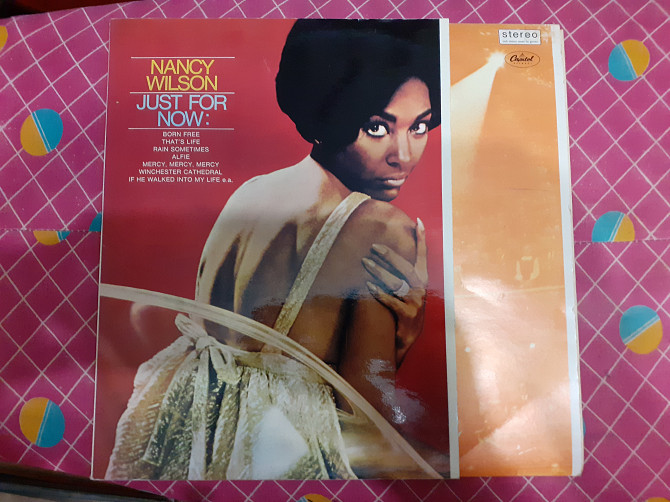 NANCY
WILSON
JUST FOR
NOW:
BORN FREE
THAT'S LIFE
RAIN SOMETIMES
ALFIE
MERCY, MERCY, MERCY
WINCHESTER CATHEDRAL
IF HE WALKED INTO MY LIFE e.a.
stereo
Capitol